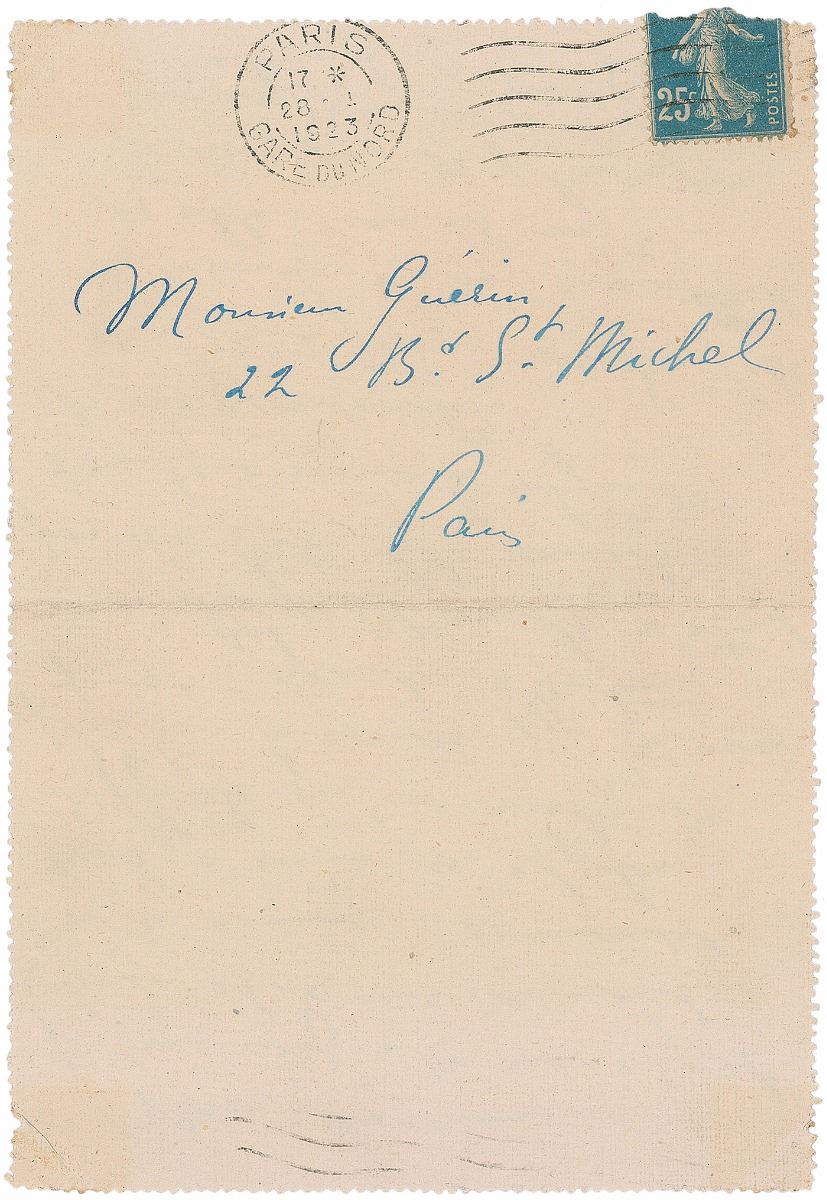 PARIS
17 *
28 - 1
1923
GARE DU NORD
25c
POSTES
Monsieur Guérin
22 Bd. St. Michel
Paris